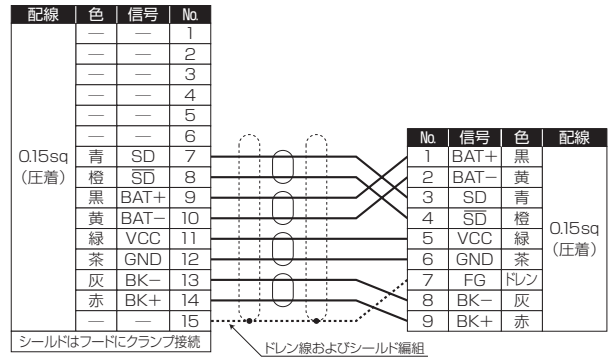 配線 色 信号 No.
― ― 1
― ― 2
― ― 3
― ― 4
― ― 5
― ― 6
0.15sq
(圧着)
青 SD 7
橙 S̅D̅ 8
黒 BAT+ 9
黄 BAT− 10
緑 VCC 11
茶 GND 12
灰 BK− 13
赤 BK+ 14
― ― 15
シールドはフードにクランプ接続
No. 信号 色 配線
1 BAT+ 黒
2 BAT− 黄
3 SD 青
4 S̅D̅ 橙
5 VCC 緑
6 GND 茶
7 FG ドレン
8 BK− 灰
9 BK+ 赤
0.15sq
(圧着)
ドレン線およびシールド編組